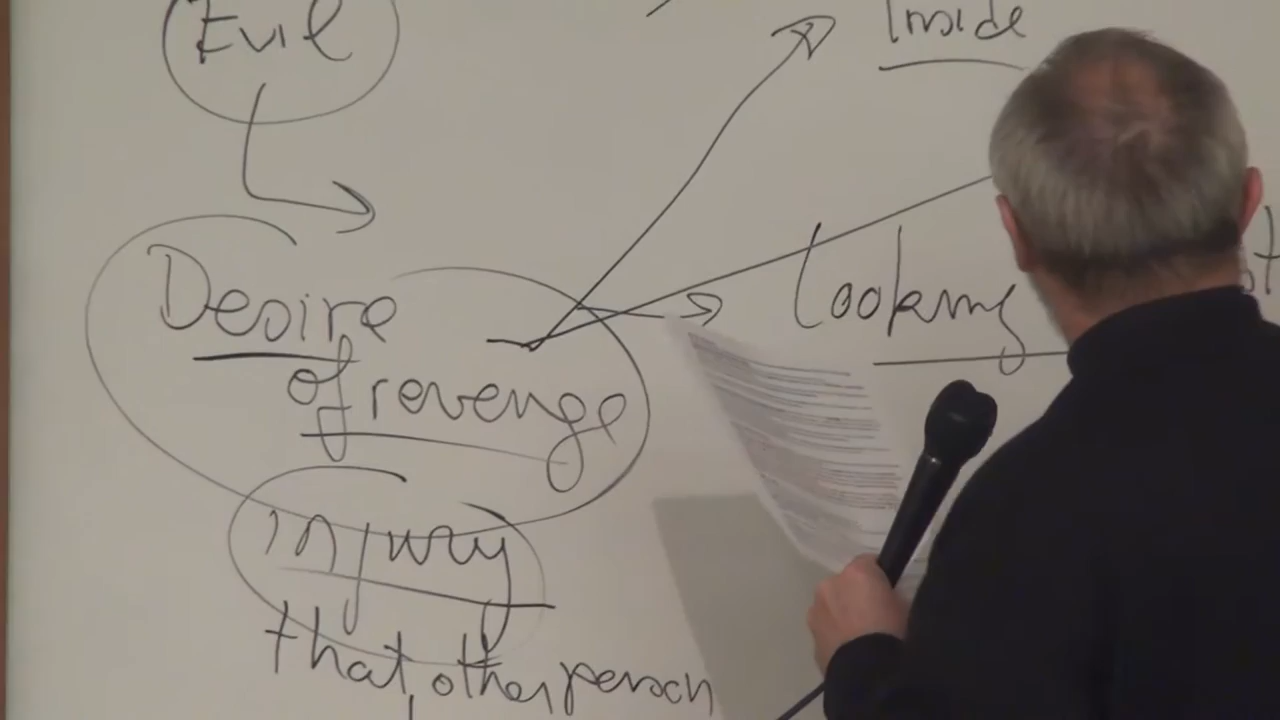 Evil
Inside
Desire
Looking
of revenge
injury
that other person